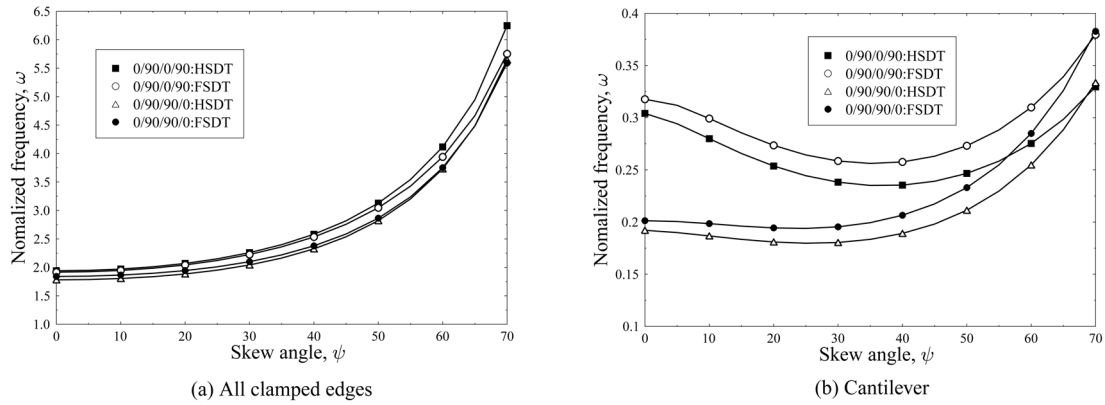 6.5
6.0
5.5
5.0
4.5
4.0
3.5
3.0
2.5
2.0
1.5
1.0
Nomalized frequency, ω
0/90/0/90:HSDT
0/90/0/90:FSDT
0/90/90/0:HSDT
0/90/90/0:FSDT
0 10 20 30 40 50 60 70
Skew angle, ψ
(a) All clamped edges
0.4
0.35
0.3
0.25
0.2
0.15
0.1
Nomalized frequency, ω
0/90/0/90:HSDT
0/90/0/90:FSDT
0/90/90/0:HSDT
0/90/90/0:FSDT
0 10 20 30 40 50 60 70
Skew angle, ψ
(b) Cantilever